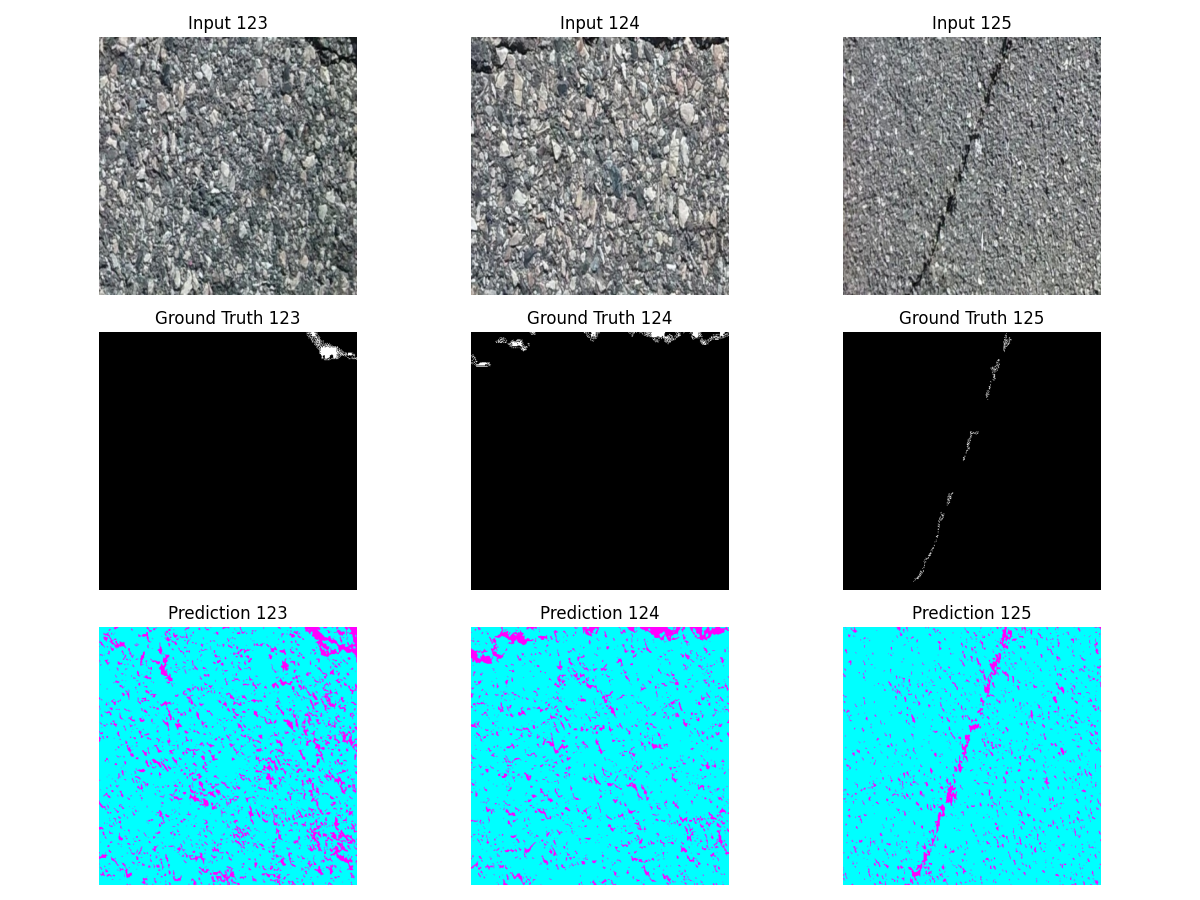 Input 123
Input 124
Input 125
Ground Truth 123
Ground Truth 124
Ground Truth 125
Prediction 123
Prediction 124
Prediction 125